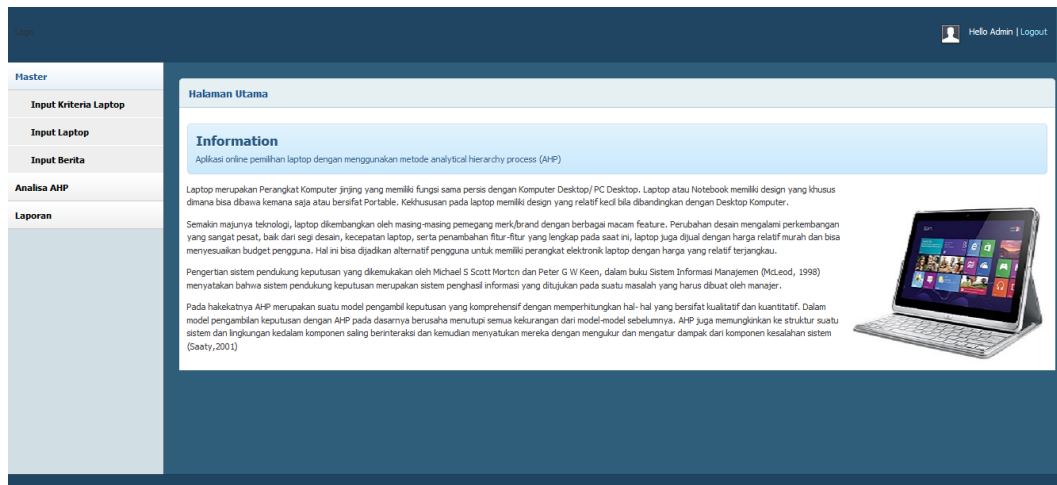 Logo
Hello Admin | Logout
Master
Input Kriteria Laptop
Input Laptop
Input Berita
Analisa AHP
Laporan
Halaman Utama
Information
Aplikasi online pemilihan laptop dengan menggunakan metode analytical hierarchy process (AHP)
Laptop merupakan Perangkat Komputer jinjing yang memiliki fungsi sama persis dengan Komputer Desktop/ PC Desktop. Laptop atau Notebook memiliki design yang khusus
dimana bisa dibawa kemana saja atau bersifat Portable. Kekhususan pada laptop memiliki design yang relatif kecil bila dibandingkan dengan Desktop Komputer.
Semakin majunya teknologi, laptop dikembangkan oleh masing-masing pemegang merk/brand dengan berbagai macam feature. Perubahan desain mengalami perkembangan
yang sangat pesat, baik dari segi desain, kecepatan laptop, serta penambahan fitur-fitur yang lengkap pada saat ini, laptop juga dijual dengan harga relatif murah dan bisa
menyesuaikan budget pengguna. Hal ini bisa dijadikan alternatif pengguna untuk memiliki perangkat elektronik laptop dengan harga yang relatif terjangkau.
Pengertian sistem pendukung keputusan yang dikemukakan oleh Michael S Scott Morton dan Peter G W Keen, dalam buku Sistem Informasi Manajemen (McLeod, 1998)
menyatakan bahwa sistem pendukung keputusan merupakan sistem penghasil informasi yang ditujukan pada suatu masalah yang harus dibuat oleh manajer.
Pada hakekatnya AHP merupakan suatu model pengambil keputusan yang komprehensif dengan memperhitungkan hal- hal yang bersifat kualitatif dan kuantitatif. Dalam
model pengambilan keputusan dengan AHP pada dasarnya berusaha menutupi semua kekurangan dari model-model sebelumnya. AHP juga memungkinkan ke struktur suatu
sistem dan lingkungan kedalam komponen saling berinteraksi dan kemudian menyatukan mereka dengan mengukur dan mengatur dampak dari komponen kesalahan sistem
(Saaty,2001)